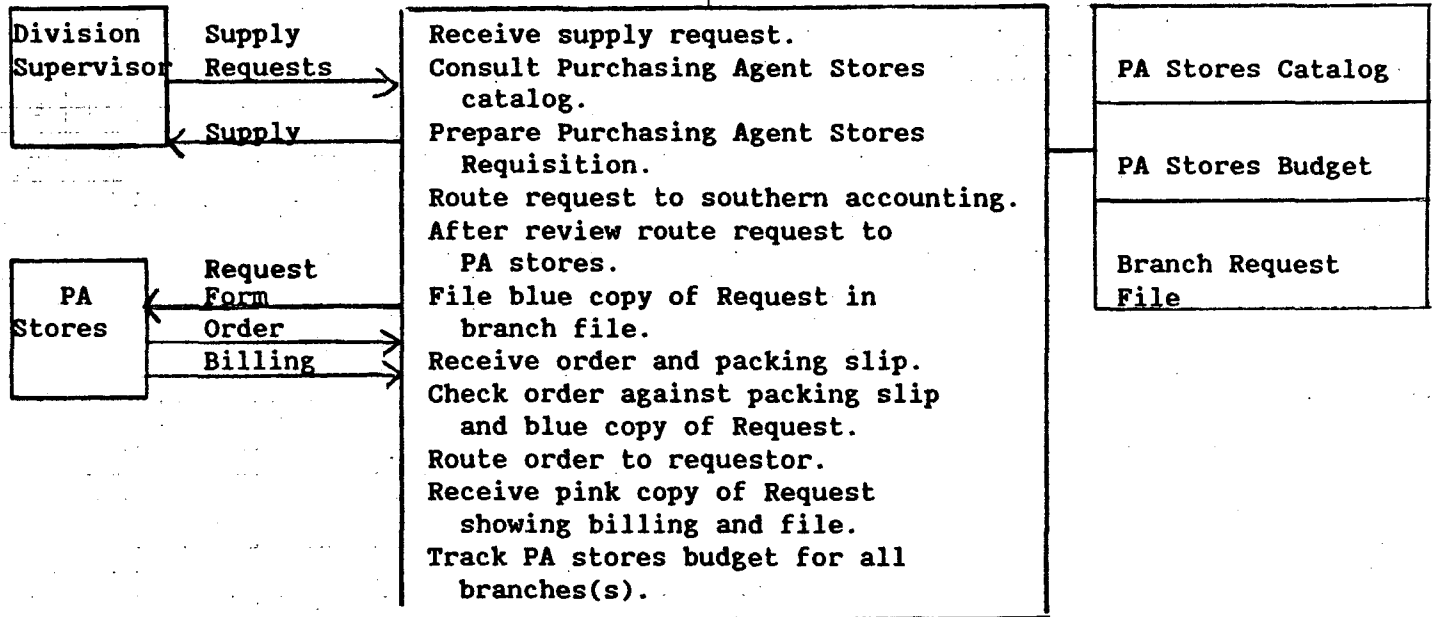 Division
Supervisor
Supply
Requests
Supply
PA
Stores
Request
Form
Order
Billing
Receive supply request.
Consult Purchasing Agent Stores
catalog.
Prepare Purchasing Agent Stores
Requisition.
Route request to southern accounting.
After review route request to
PA stores.
File blue copy of Request in
branch file.
Receive order and packing slip.
Check order against packing slip
and blue copy of Request.
Route order to requestor.
Receive pink copy of Request
showing billing and file.
Track PA stores budget for all
branches(s).
PA Stores Catalog
PA Stores Budget
Branch Request
File